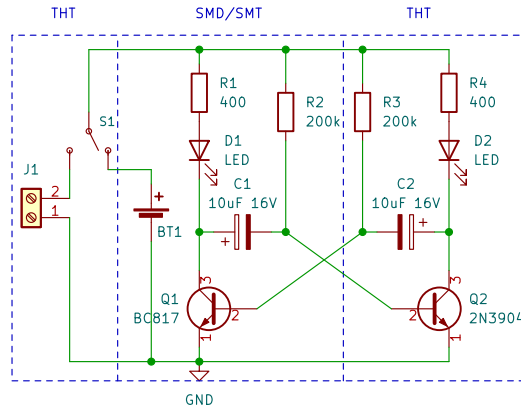 THT SMD/SMT THT
R1
400
R2
200k
R3
200k
R4
400
S1
D1
LED
D2
LED
J1
2
1
C1
10uF 16V
C2
10uF 16V
+
+
+
BT1
3
3
Q1
BC817
2
2
Q2
2N3904
1
1
GND